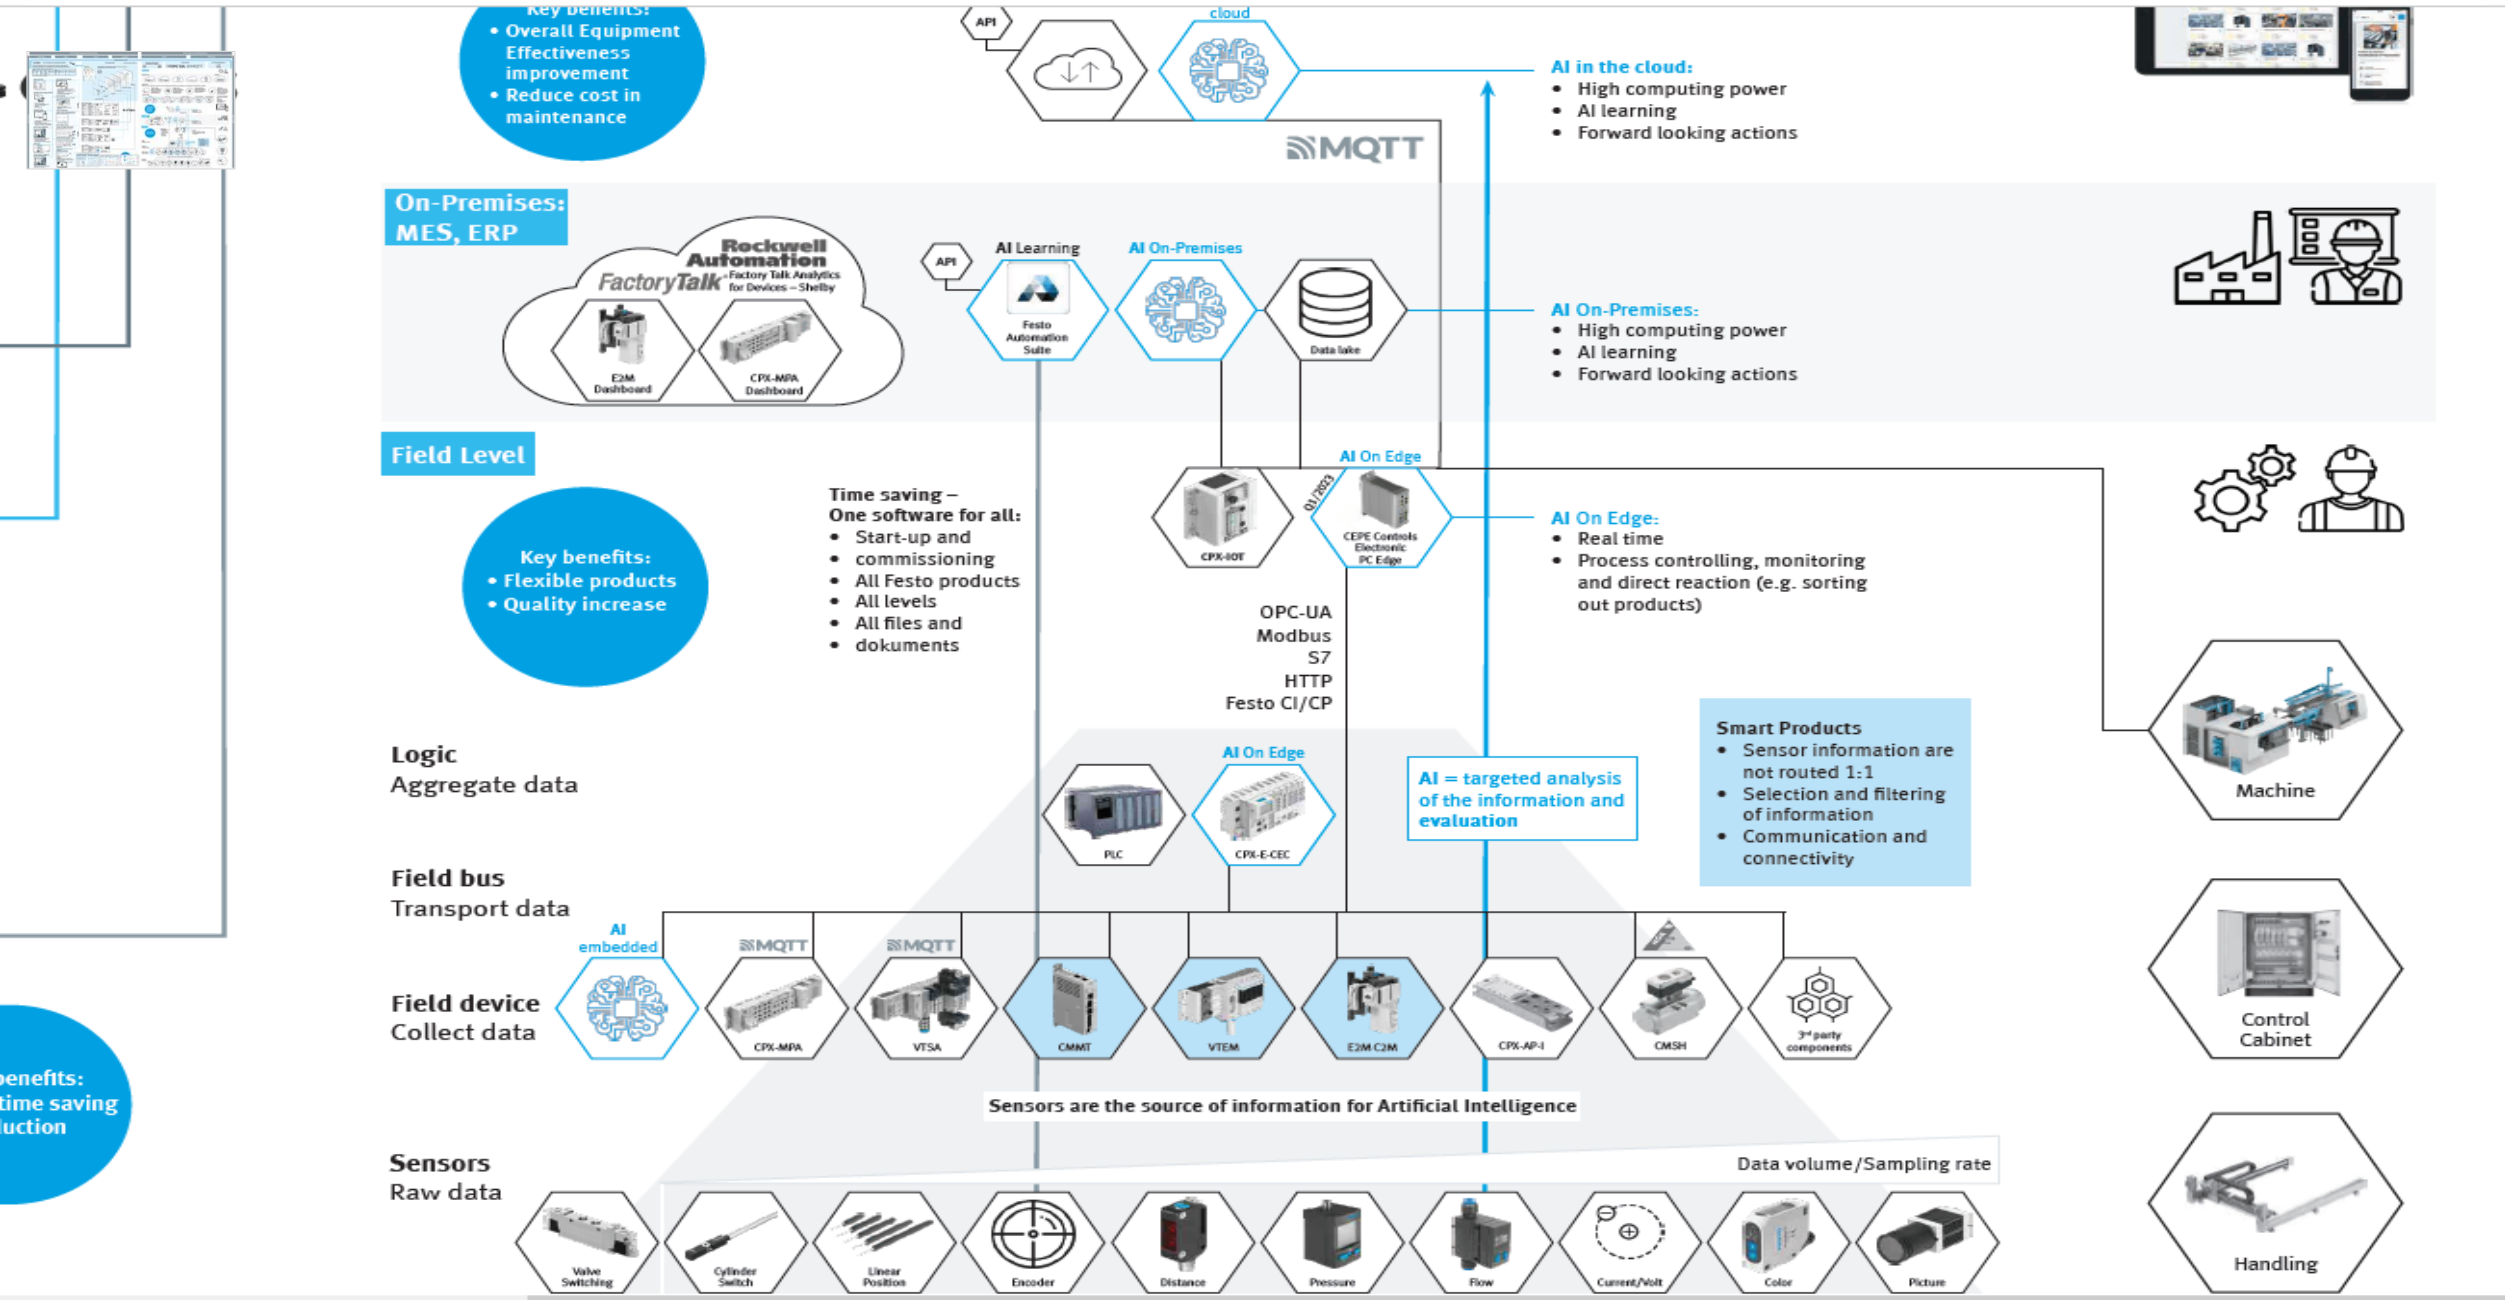 Key benefits:
• Overall Equipment
Effectiveness
improvement
• Reduce cost in
maintenance
API
cloud
AI in the cloud:
• High computing power
• AI learning
• Forward looking actions
MQTT
On-Premises:
MES, ERP
Rockwell
Automation
FactoryTalk
Factory Talk Analytics
for Devices – Shelby
E2M
Dashboard
CPX-MPA
Dashboard
API
AI Learning
Festo
Automation
Suite
AI On-Premises
Data lake
AI On-Premises:
• High computing power
• AI learning
• Forward looking actions
Field Level
Key benefits:
• Flexible products
• Quality increase
Time saving –
One software for all:
• Start-up and
• commissioning
• All Festo products
• All levels
• All files and
• dokuments
CPX-IOT
AI On Edge
Q1/2023
CEPE Controls
Electronic
PC Edge
AI On Edge:
• Real time
• Process controlling, monitoring
and direct reaction (e.g. sorting
out products)
OPC-UA
Modbus
S7
HTTP
Festo CI/CP
Logic
Aggregate data
PLC
AI On Edge
CPX-E-CEC
AI = targeted analysis
of the information and
evaluation
Smart Products
• Sensor information are
not routed 1:1
• Selection and filtering
of information
• Communication and
connectivity
Machine
Field bus
Transport data
AI
embedded
MQTT
MQTT
Field device
Collect data
CPX-MPA
VTSA
CMMT
VTEM
E2M C2M
CPX-AP-I
CMSH
3rd party
components
Control
Cabinet
benefits:
time saving
uction
Sensors are the source of information for Artificial Intelligence
Sensors
Raw data
Data volume/Sampling rate
Valve
Switching
Cylinder
Switch
Linear
Position
Encoder
Distance
Pressure
Flow
Current/Volt
Color
Picture
Handling